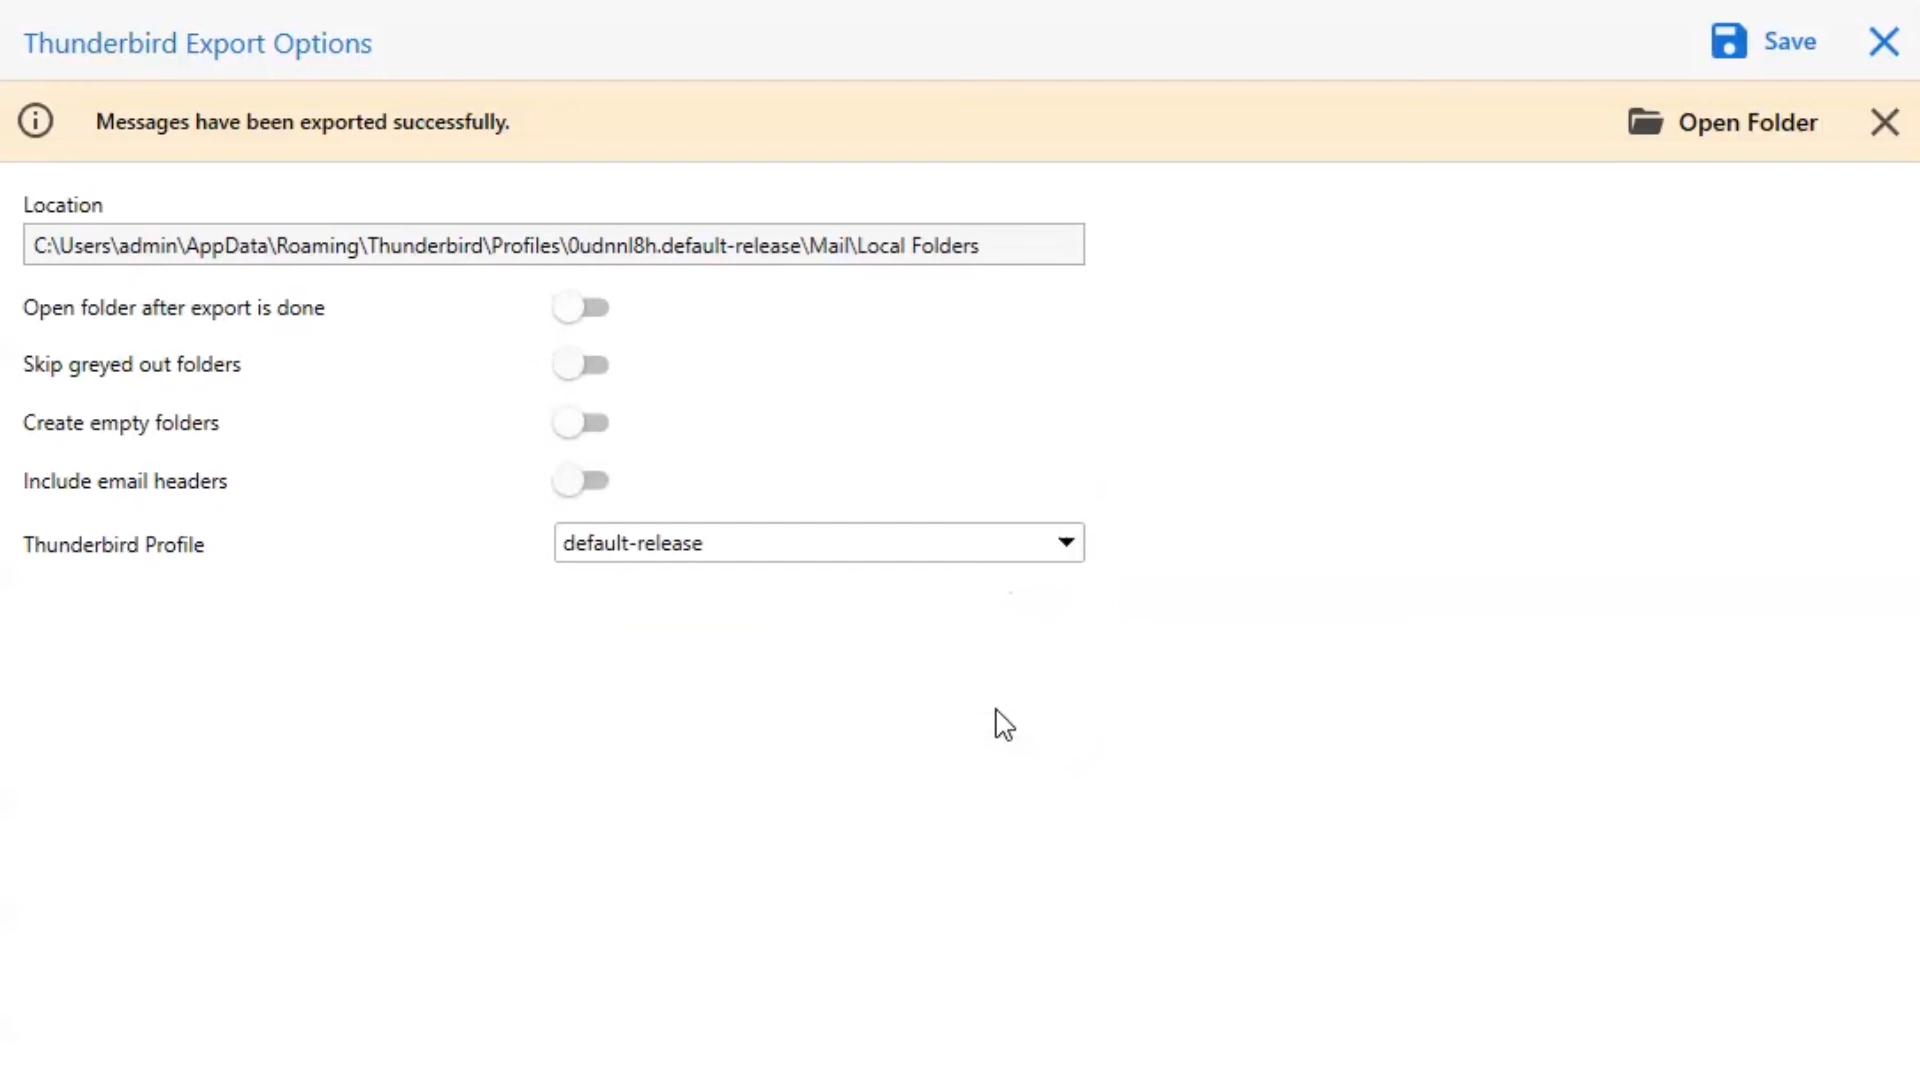 Thunderbird Export Options
Save
Messages have been exported successfully.
Open Folder
Location
C:\Users\admin\AppData\Roaming\Thunderbird\Profiles\0udnnl8h.default-release\Mail\Local Folders
Open folder after export is done
Skip greyed out folders
Create empty folders
Include email headers
Thunderbird Profile
default-release